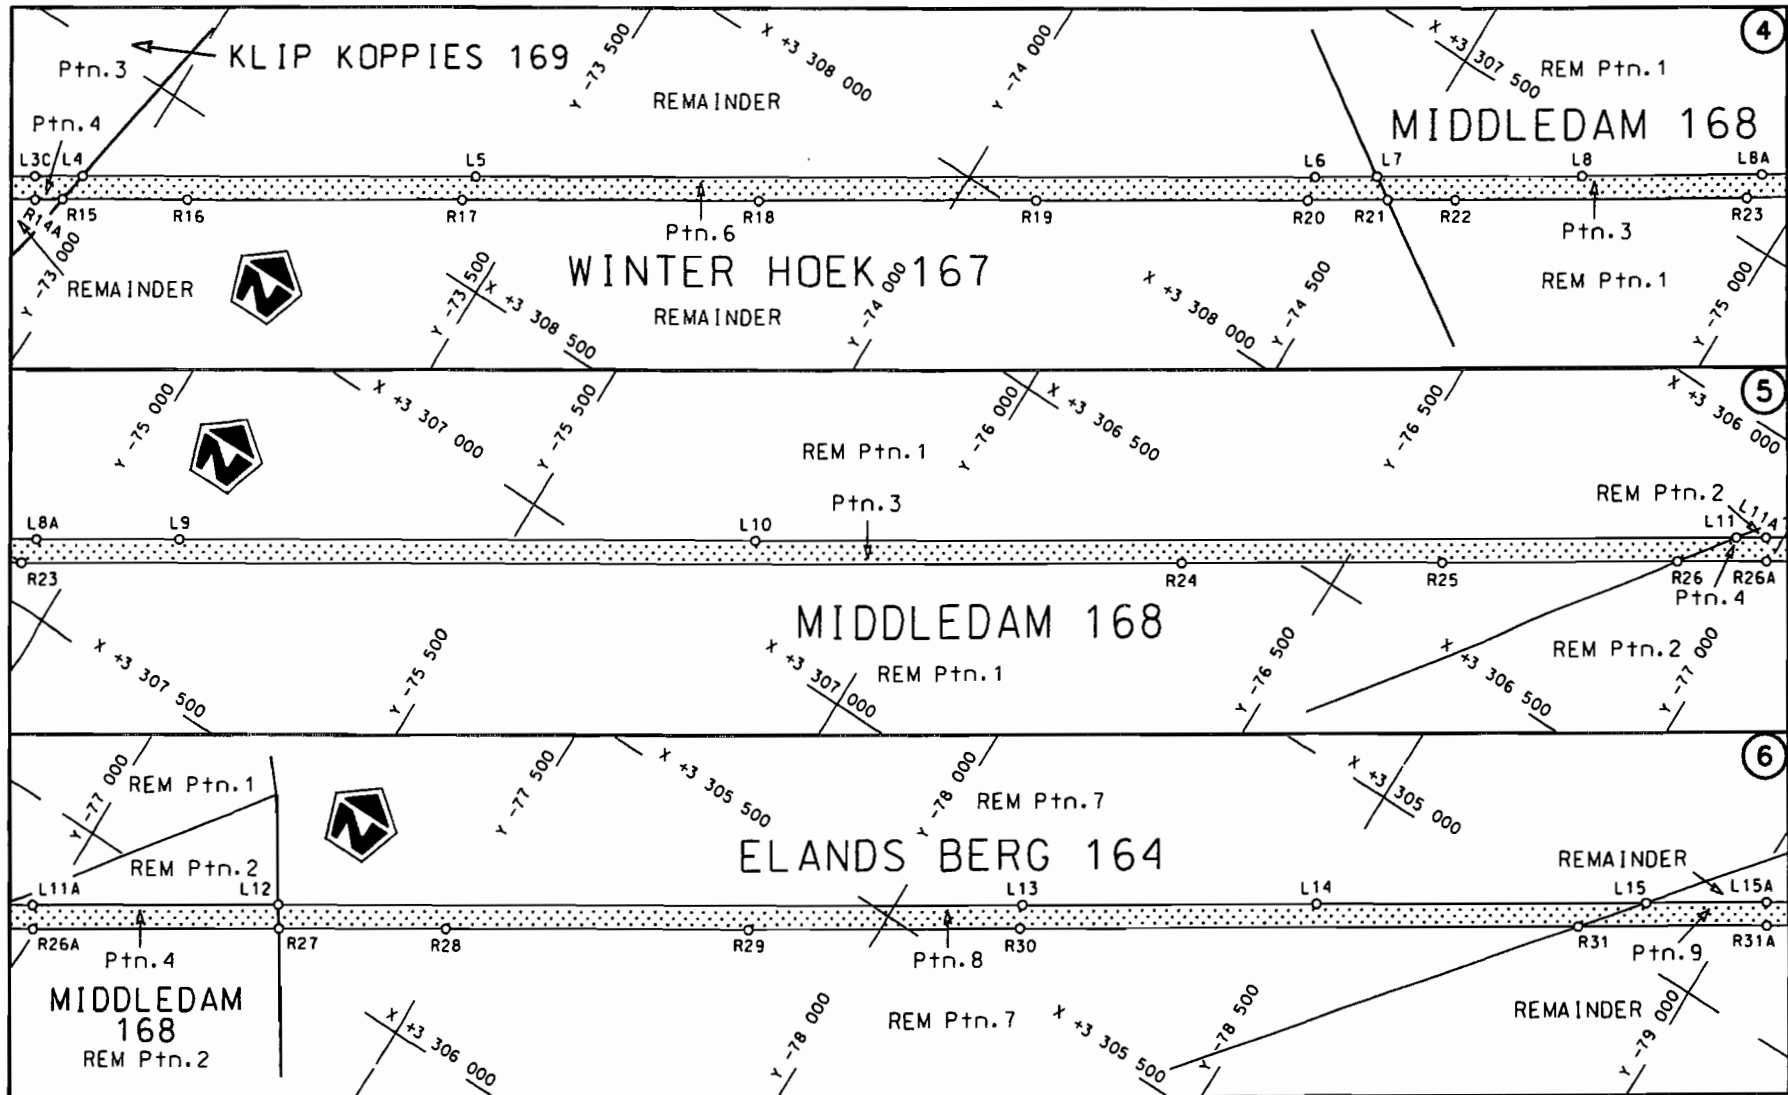 4
KLIP KOPPIES 169
Ptn.3
Y -73 500
X +3 308 000
Y -74 000
X +3 307 500
REM Ptn.1
REMAINDER
MIDDLEDAM 168
Ptn.4
L3C L4 L5 L6 L7 L8 L8A
R14A R15 R16 R17 R18 R19 R20 R21 R22 R23
Ptn.6
Ptn.3
Y -73 000
REMAINDER
Y -73 500
X +3 308 500
WINTER HOEK 167
REMAINDER
Y -74 000
X +3 308 000
Y -74 500
REM Ptn.1
Y -75 000
5
Y -75 000
X +3 307 000
Y -75 500
REM Ptn.1
Y -76 000
X +3 306 500
Y -76 500
X +3 306 000
Ptn.3
REM Ptn.2
L8A L9 L10 L11 L11A
R23 R24 R25 R26 R26A
Ptn.4
MIDDLEDAM 168
X +3 307 500
Y -75 500
X +3 307 000
REM Ptn.1
Y -76 500
X +3 306 500
REM Ptn.2
Y -77 000
6
Y -77 000
REM Ptn.1
Y -77 500
X +3 305 500
Y -78 000
REM Ptn.7
X +3 305 000
REM Ptn.2
ELANDS BERG 164
REMAINDER
L11A L12 L13 L14 L15 L15A
R26A R27 R28 R29 R30 R31 R31A
Ptn.4
Ptn.8
Ptn.9
MIDDLEDAM
168
REM Ptn.2
X +3 306 000
Y -78 000
REM Ptn.7
X +3 305 500
Y -78 500
REMAINDER
Y -79 000